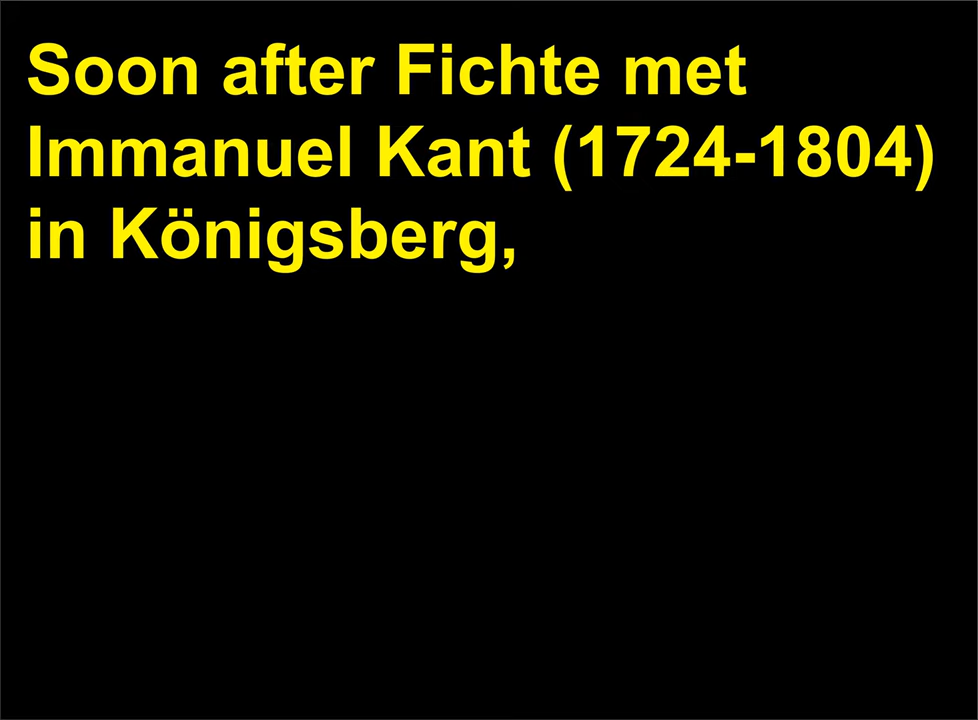 Soon after Fichte met
Immanuel Kant (1724-1804)
in Königsberg,